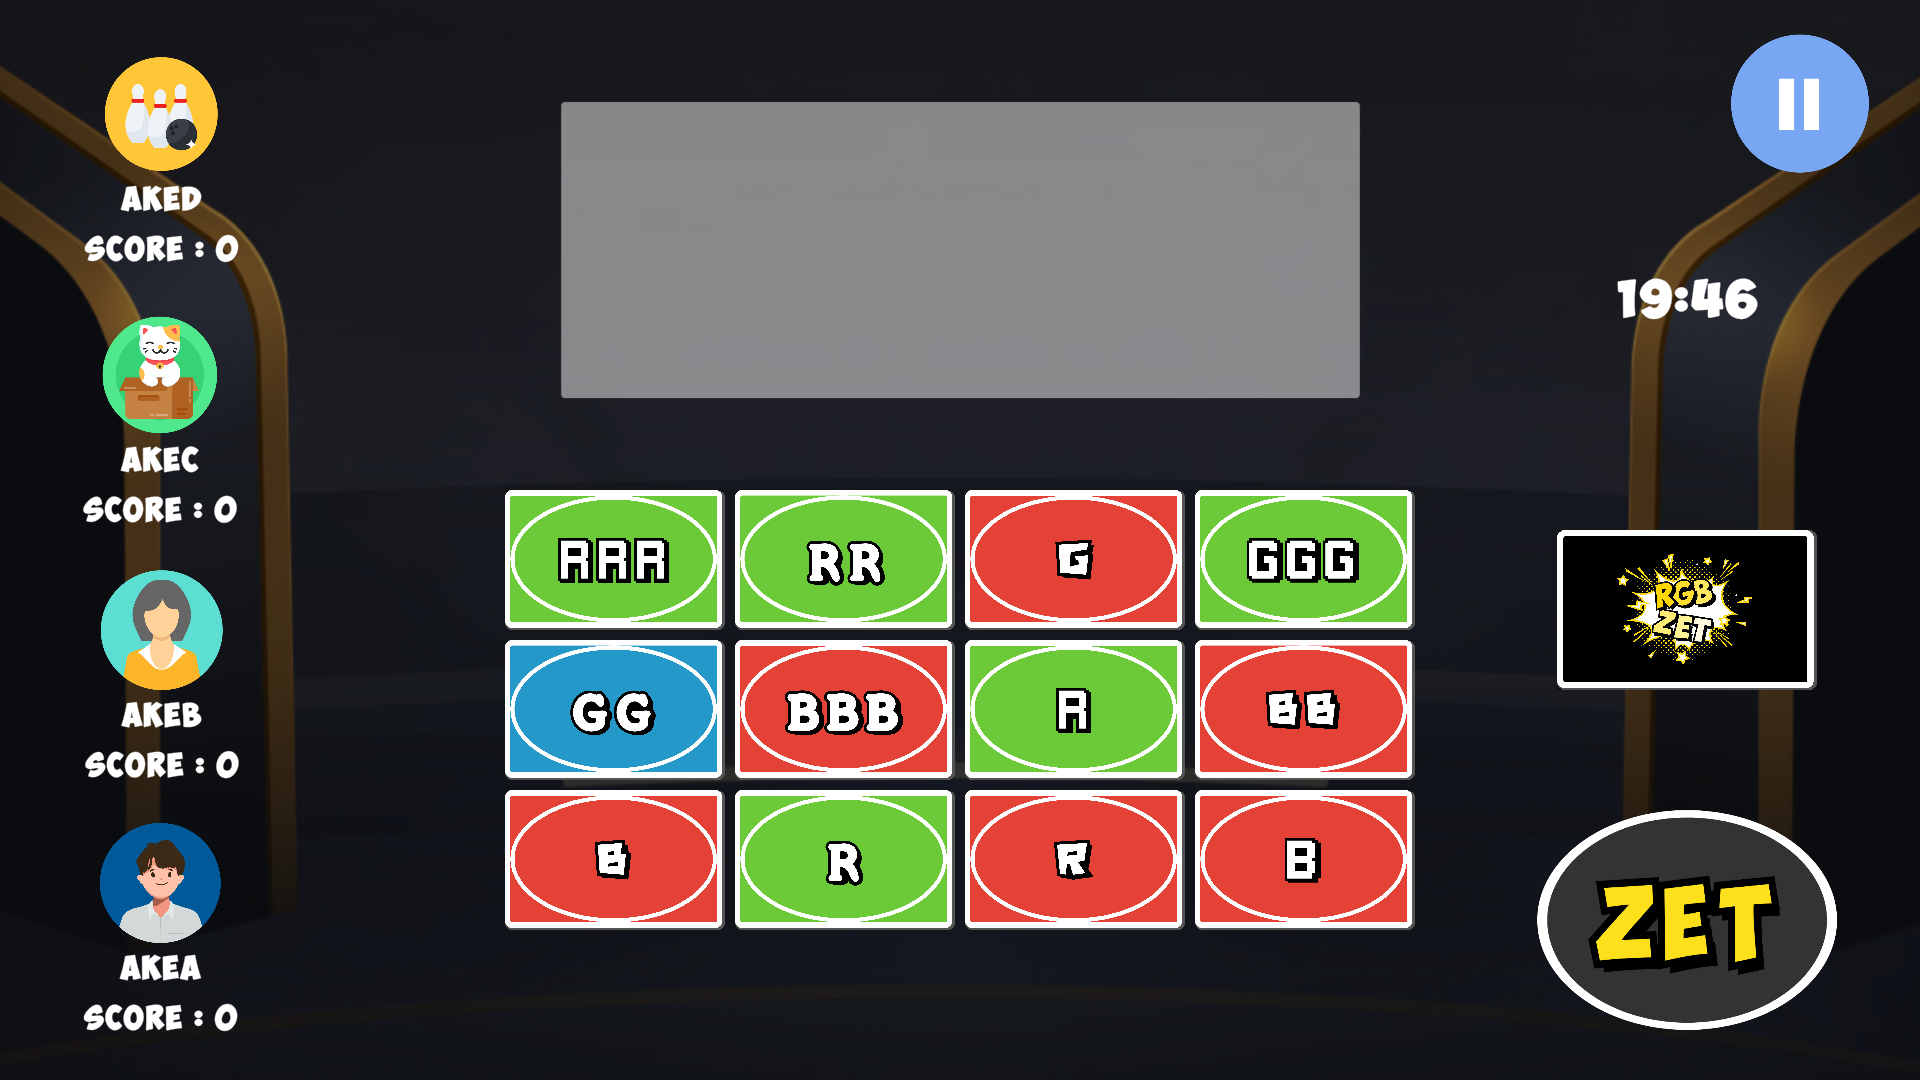 AKED
SCORE : 0
AKEC
SCORE : 0
AKEB
SCORE : 0
AKEA
SCORE : 0
RRR
RR
G
GGG
GG
BBB
R
BB
B
R
R
B
19:46
RGB
ZET
ZET